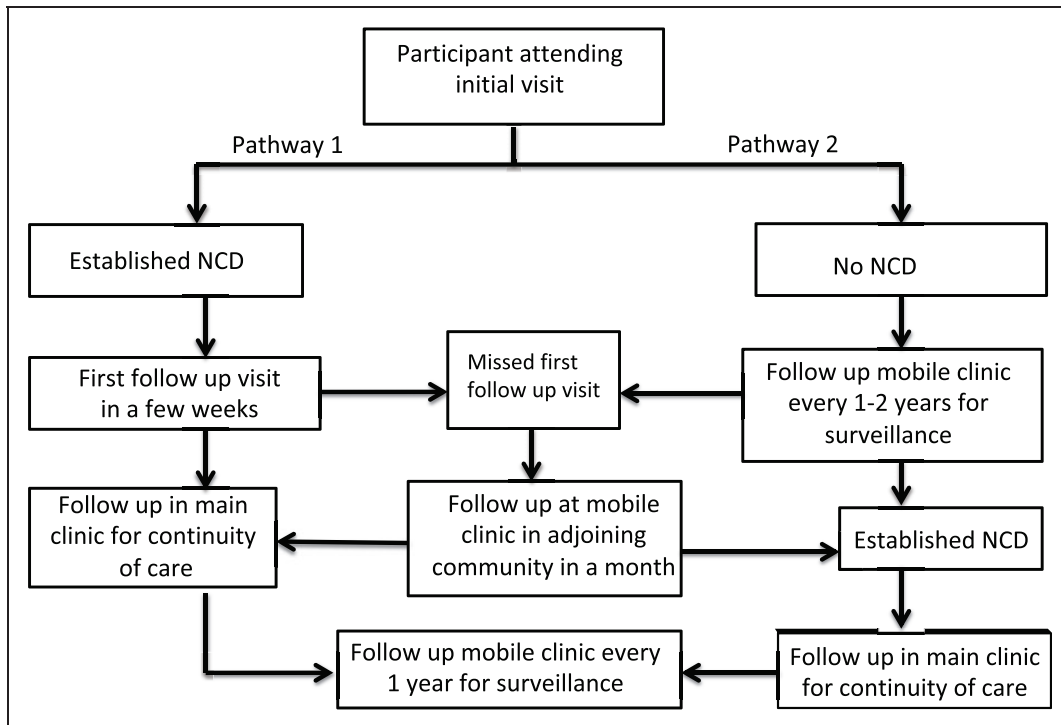 Participant attending
initial visit
Pathway 1
Pathway 2
Established NCD
No NCD
First follow up visit
in a few weeks
Missed first
follow up visit
Follow up mobile clinic
every 1-2 years for
surveillance
Follow up in main
clinic for continuity
of care
Follow up at mobile
clinic in adjoining
community in a month
Established NCD
Follow up mobile clinic every
1 year for surveillance
Follow up in main clinic
for continuity of care